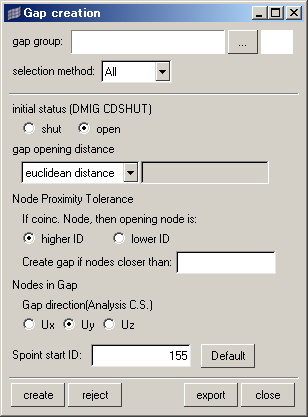 Gap creation
gap group:
...
selection method: All
initial status (DMIG CDSHUT)
shut open
gap opening distance
euclidean distance
Node Proximity Tolerance
If coinc. Node, then opening node is:
higher ID lower ID
Create gap if nodes closer than:
Nodes in Gap
Gap direction(Analysis C.S.)
Ux Uy Uz
Spoint start ID: 155 Default
create reject export close